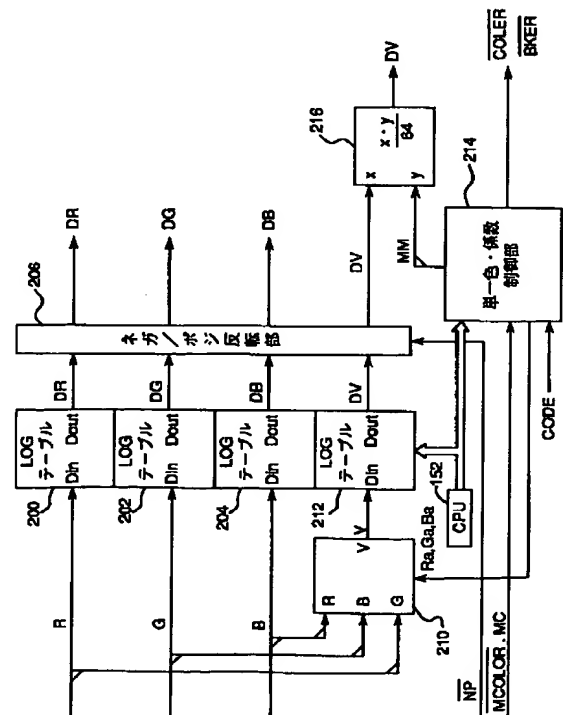 R
G
B
200
LOG
テーブル
Din Dout
202
LOG
テーブル
Din Dout
204
LOG
テーブル
Din Dout
212
LOG
テーブル
Din Dout
DR
DG
DB
DV
206
ネガ/ポジ反転部
DR
DG
DB
DV
R
B
G
V
V
210
Ra,Ga,Ba
152
CPU
216
x
y
x・y
64
DV
MM
214
単一色・係数
制御部
CODE
NP
MCOLOR . MC
COLER
BKER